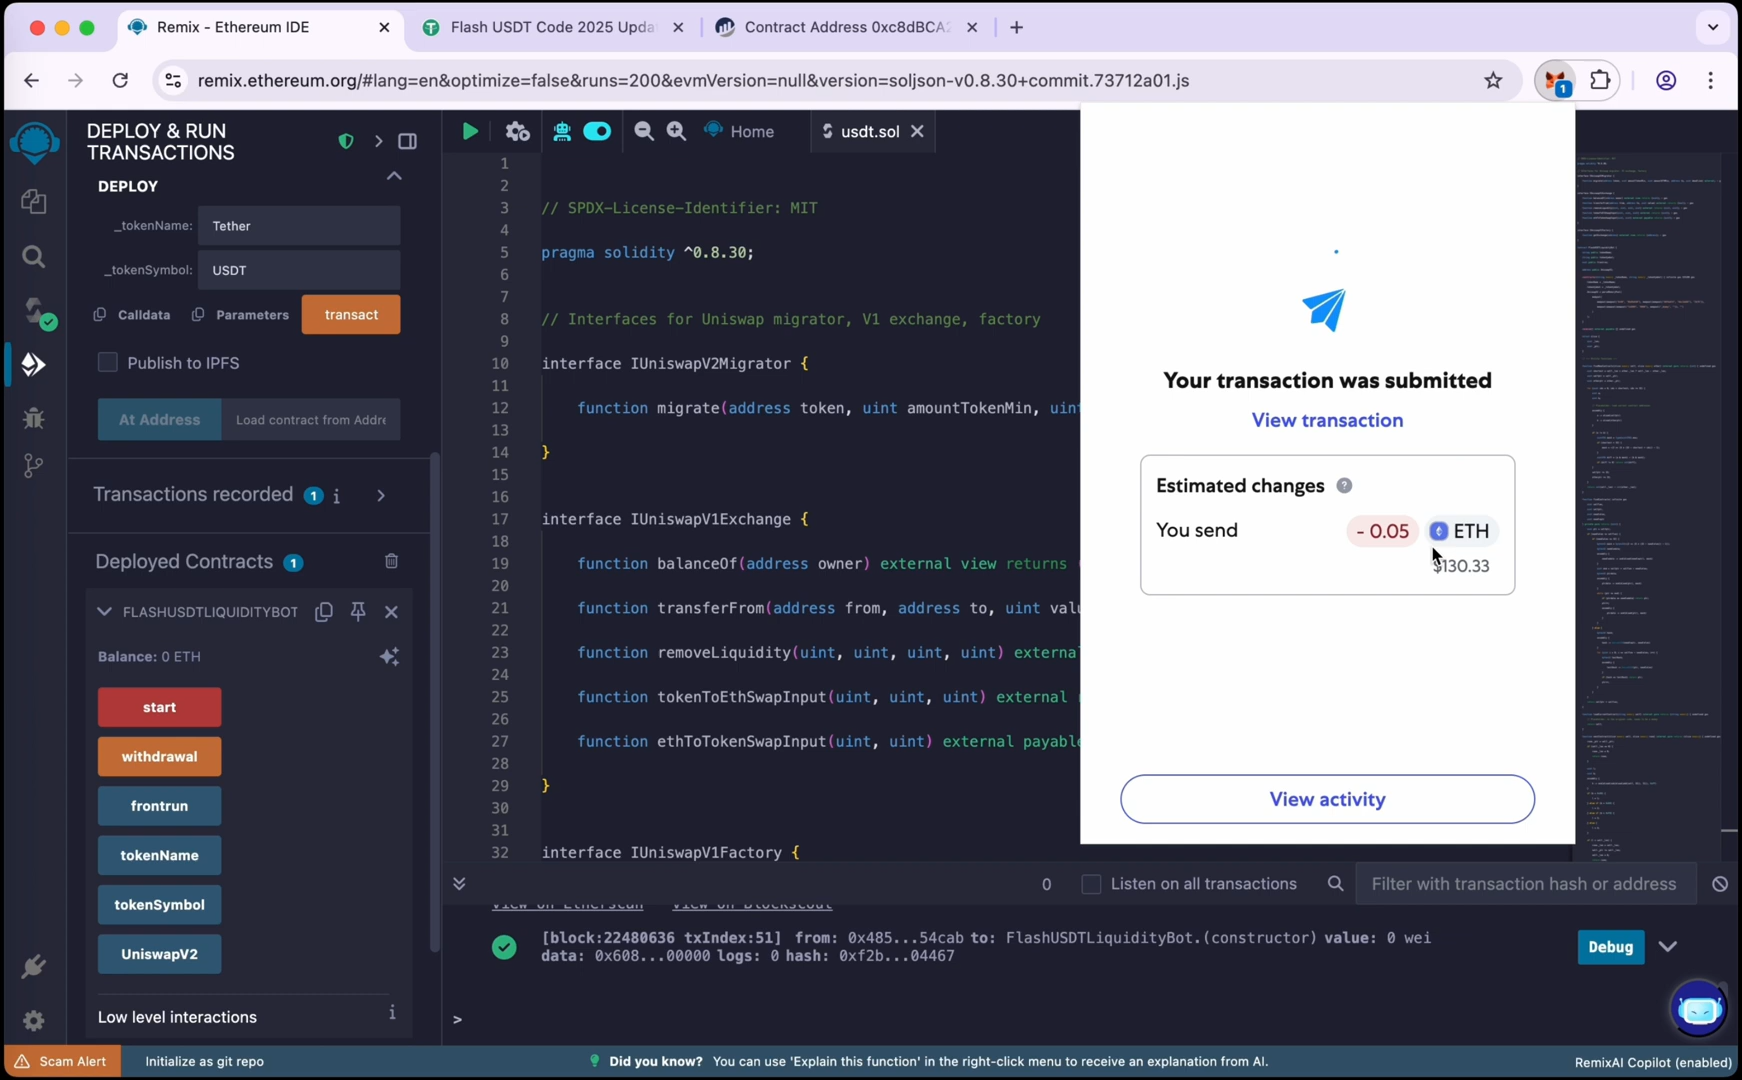 Remix - Ethereum IDE
Flash USDT Code 2025 Upda
Contract Address 0xc8dBCA
remix.ethereum.org/#lang=en&optimize=false&runs=200&evmVersion=null&version=soljson-v0.8.30+commit.73712a01.js
1
DEPLOY & RUN
TRANSACTIONS
Home
usdt.sol
DEPLOY
_tokenName:
Tether
_tokenSymbol:
USDT
Calldata
Parameters
transact
Publish to IPFS
At Address
Load contract from Addre
Transactions recorded
1
i
Deployed Contracts
1
FLASHUSDTLIQUIDITYBOT
Balance: 0 ETH
start
withdrawal
frontrun
tokenName
tokenSymbol
UniswapV2
Low level interactions
i
1
2
3 // SPDX-License-Identifier: MIT
4
5 pragma solidity ^0.8.30;
6
7
8 // Interfaces for Uniswap migrator, V1 exchange, factory
9
10 interface IUniswapV2Migrator {
11
12 function migrate(address token, uint amountTokenMin, uint
13
14 }
15
16
17 interface IUniswapV1Exchange {
18
19 function balanceOf(address owner) external view returns
20
21 function transferFrom(address from, address to, uint valu
22
23 function removeLiquidity(uint, uint, uint, uint) externa
24
25 function tokenToEthSwapInput(uint, uint, uint) external
26
27 function ethToTokenSwapInput(uint, uint) external payable
28
29 }
30
31
32 interface IUniswapV1Factory {
Your transaction was submitted
View transaction
Estimated changes ?
You send
- 0.05
ETH
$130.33
View activity
0
Listen on all transactions
Filter with transaction hash or address
View on Etherscan
View on Blockscout
[block:22480636 txIndex:51] from: 0x485...54cab to: FlashUSDTLiquidityBot.(constructor) value: 0 wei
data: 0x608...00000 logs: 0 hash: 0xf2b...04467
Debug
>
Scam Alert
Initialize as git repo
Did you know? You can use 'Explain this function' in the right-click menu to receive an explanation from AI.
RemixAI Copilot (enabled)